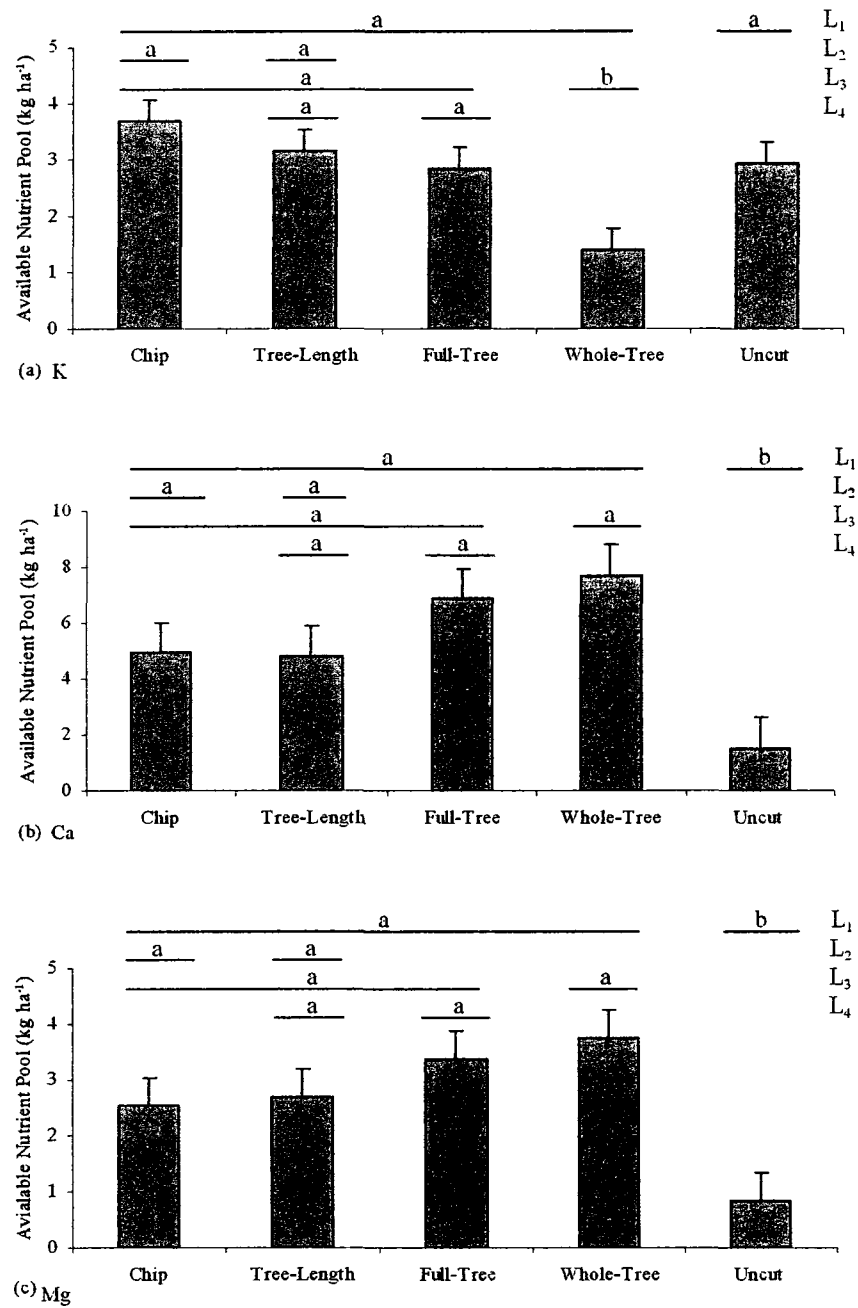 a a L₁
a a L₂
a b L₃
a a L₄
Available Nutrient Pool (kg ha⁻¹)
5
4
3
2
1
0
Chip Tree-Length Full-Tree Whole-Tree Uncut
(a) K
a b L₁
a a L₂
a a L₃
a a L₄
Available Nutrient Pool (kg ha⁻¹)
10
8
6
4
2
0
Chip Tree-Length Full-Tree Whole-Tree Uncut
(b) Ca
a b L₁
a a L₂
a a L₃
a a L₄
Avialable Nutrient Pool (kg ha⁻¹)
5
4
3
2
1
0
Chip Tree-Length Full-Tree Whole-Tree Uncut
(c) Mg